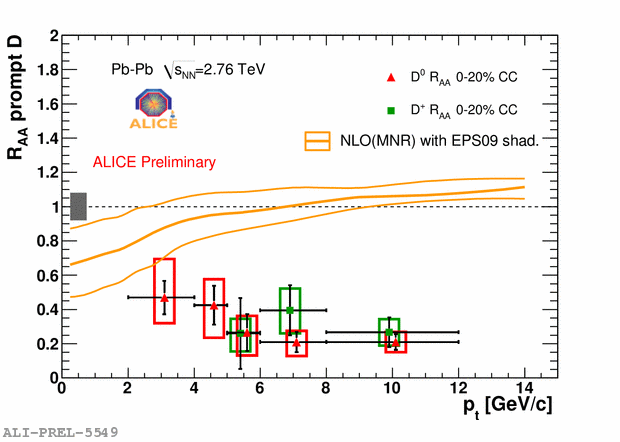 R_AA prompt D
2
1.8
1.6
1.4
1.2
1
0.8
0.6
0.4
0.2
0
Pb-Pb √s_NN=2.76 TeV
ALICE
ALICE Preliminary
D⁰ R_AA 0-20% CC
D⁺ R_AA 0-20% CC
NLO(MNR) with EPS09 shad.
0 2 4 6 8 10 12 14
p_t [GeV/c]
ALI-PREL-5549